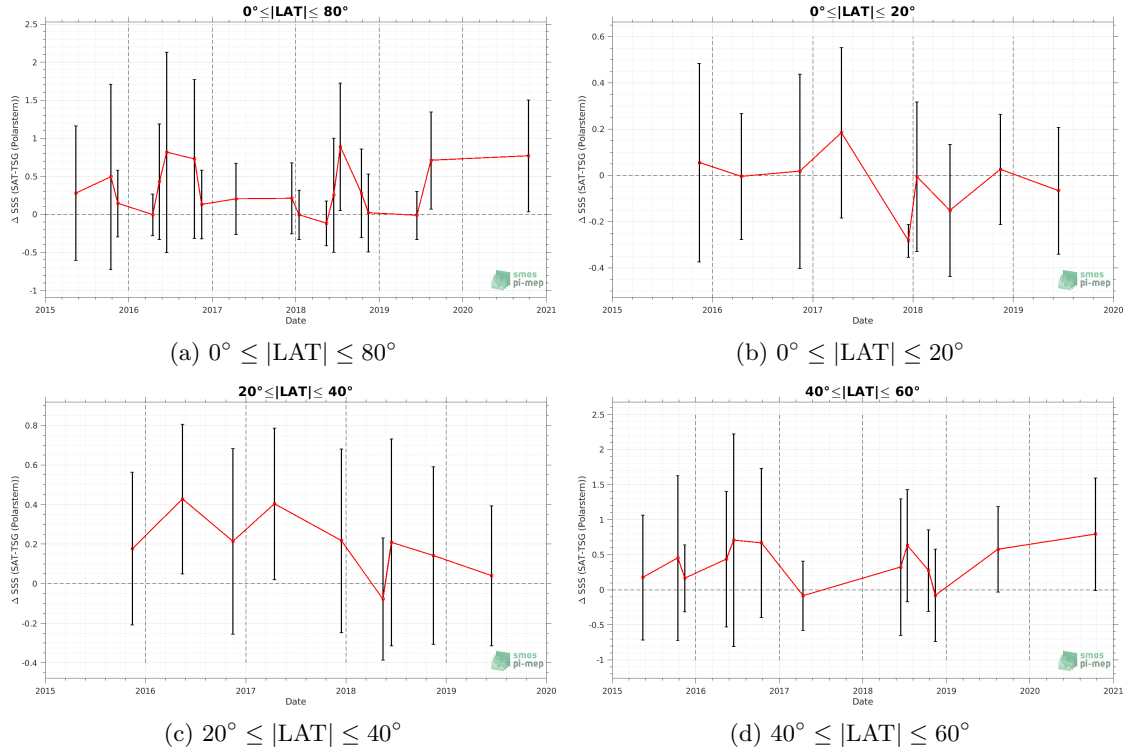 0°≤|LAT|≤ 80°
Δ SSS (SAT-TSG (Polarstern))
2.5
2
1.5
1
0.5
0
-0.5
-1
2015 2016 2017 2018 2019 2020 2021
Date
smos
pi-mep
(a) 0° ≤ |LAT| ≤ 80°
0°≤|LAT|≤ 20°
Δ SSS (SAT-TSG (Polarstern))
0.6
0.4
0.2
0
-0.2
-0.4
2015 2016 2017 2018 2019 2020
Date
smos
pi-mep
(b) 0° ≤ |LAT| ≤ 20°
20°≤|LAT|≤ 40°
Δ SSS (SAT-TSG (Polarstern))
0.8
0.6
0.4
0.2
0
-0.2
-0.4
2015 2016 2017 2018 2019 2020
Date
smos
pi-mep
(c) 20° ≤ |LAT| ≤ 40°
40°≤|LAT|≤ 60°
Δ SSS (SAT-TSG (Polarstern))
2.5
2
1.5
1
0.5
0
-0.5
-1
2015 2016 2017 2018 2019 2020 2021
Date
smos
pi-mep
(d) 40° ≤ |LAT| ≤ 60°